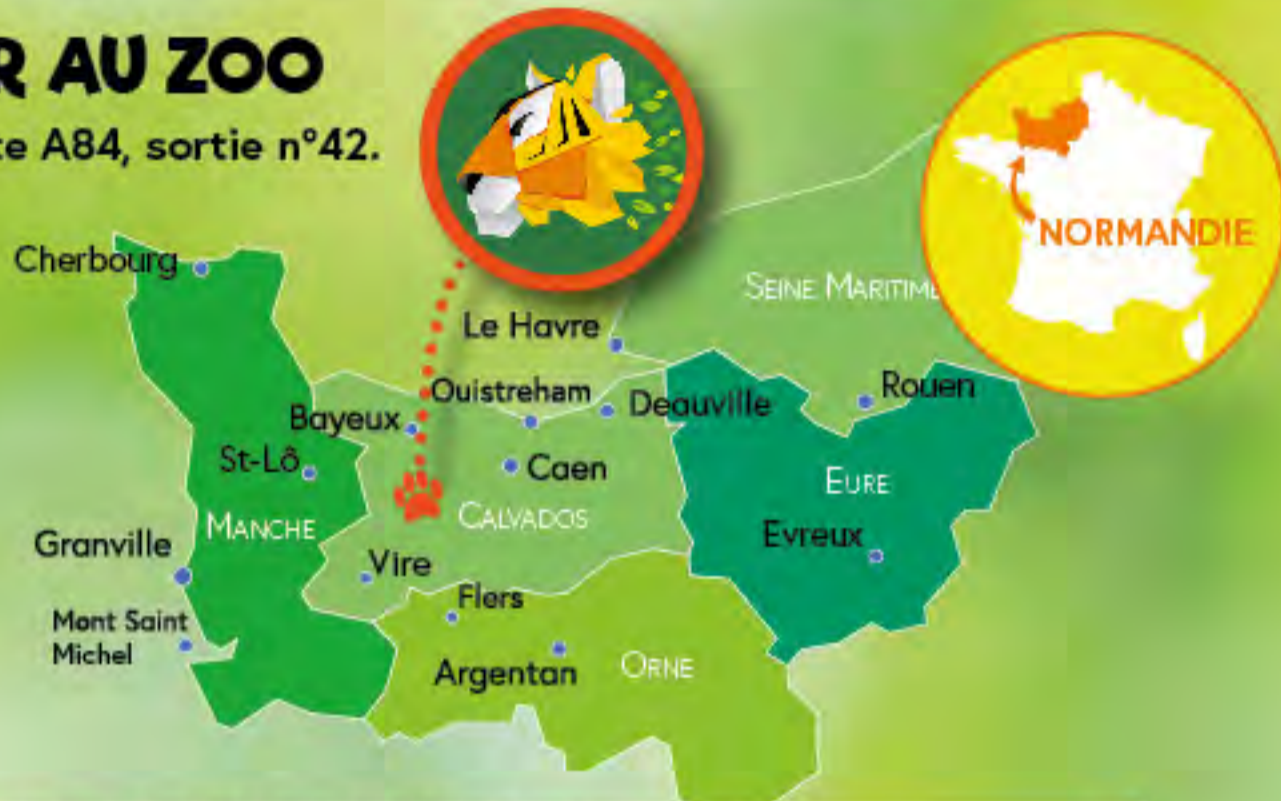 R AU ZOO
te A84, sortie n°42.
NORMANDIE
Cherbourg
SEINE MARITIME
Le Havre
Ouistreham
Deauville
Rouen
Bayeux
St-Lô
Caen
EURE
MANCHE
CALVADOS
Granville
Evreux
Vire
Flers
Mont Saint
Michel
Argentan
ORNE